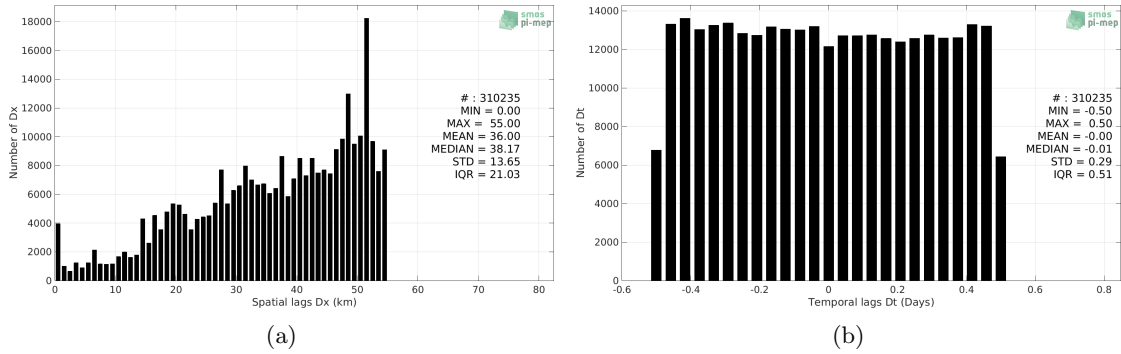 18000
16000
14000
12000
10000
8000
6000
4000
2000
0
Number of Dx
0 10 20 30 40 50 60 70 80
Spatial lags Dx (km)
smos
pi-mep
# : 310235
MIN = 0.00
MAX = 55.00
MEAN = 36.00
MEDIAN = 38.17
STD = 13.65
IQR = 21.03
(a)
14000
12000
10000
8000
6000
4000
2000
0
Number of Dt
-0.6 -0.4 -0.2 0 0.2 0.4 0.6 0.8
Temporal lags Dt (Days)
smos
pi-mep
# : 310235
MIN = -0.50
MAX = 0.50
MEAN = -0.00
MEDIAN = -0.01
STD = 0.29
IQR = 0.51
(b)